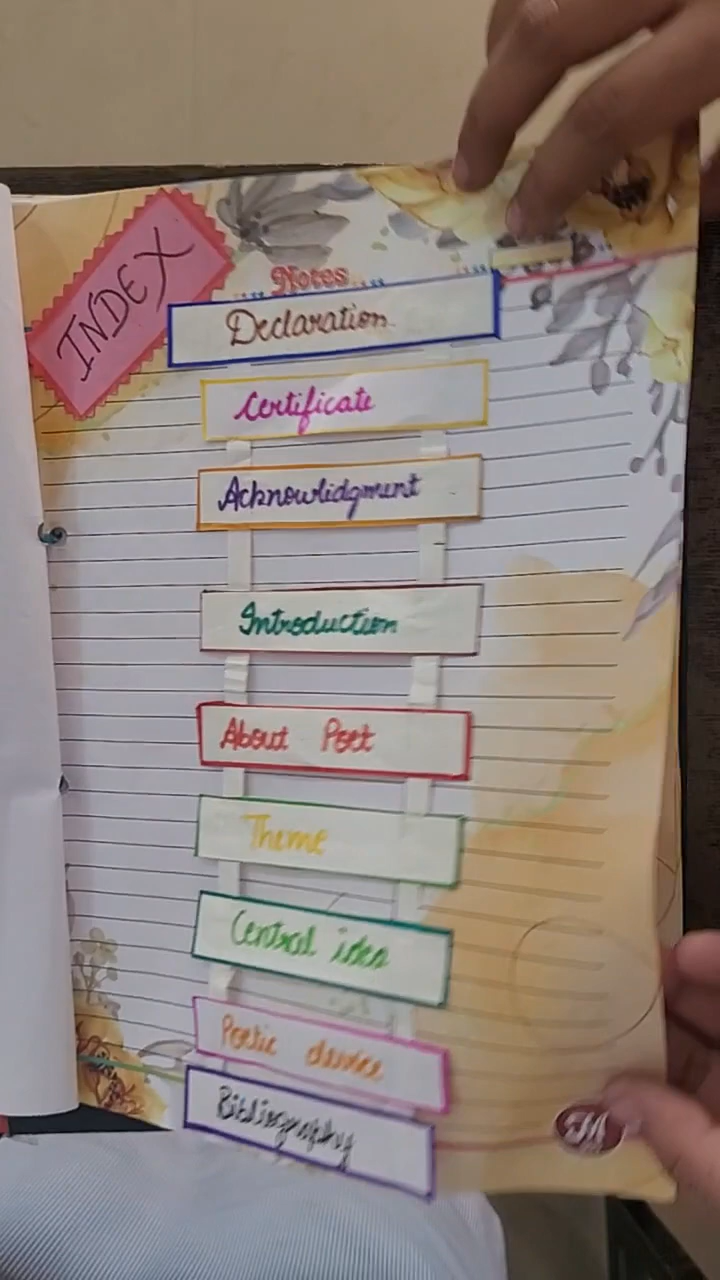 INDEX
Notes
Declaration
Certificate
Acknowlidgment
Introduction
About Poet
Theme
Central idea
Poetic device
Bibliography